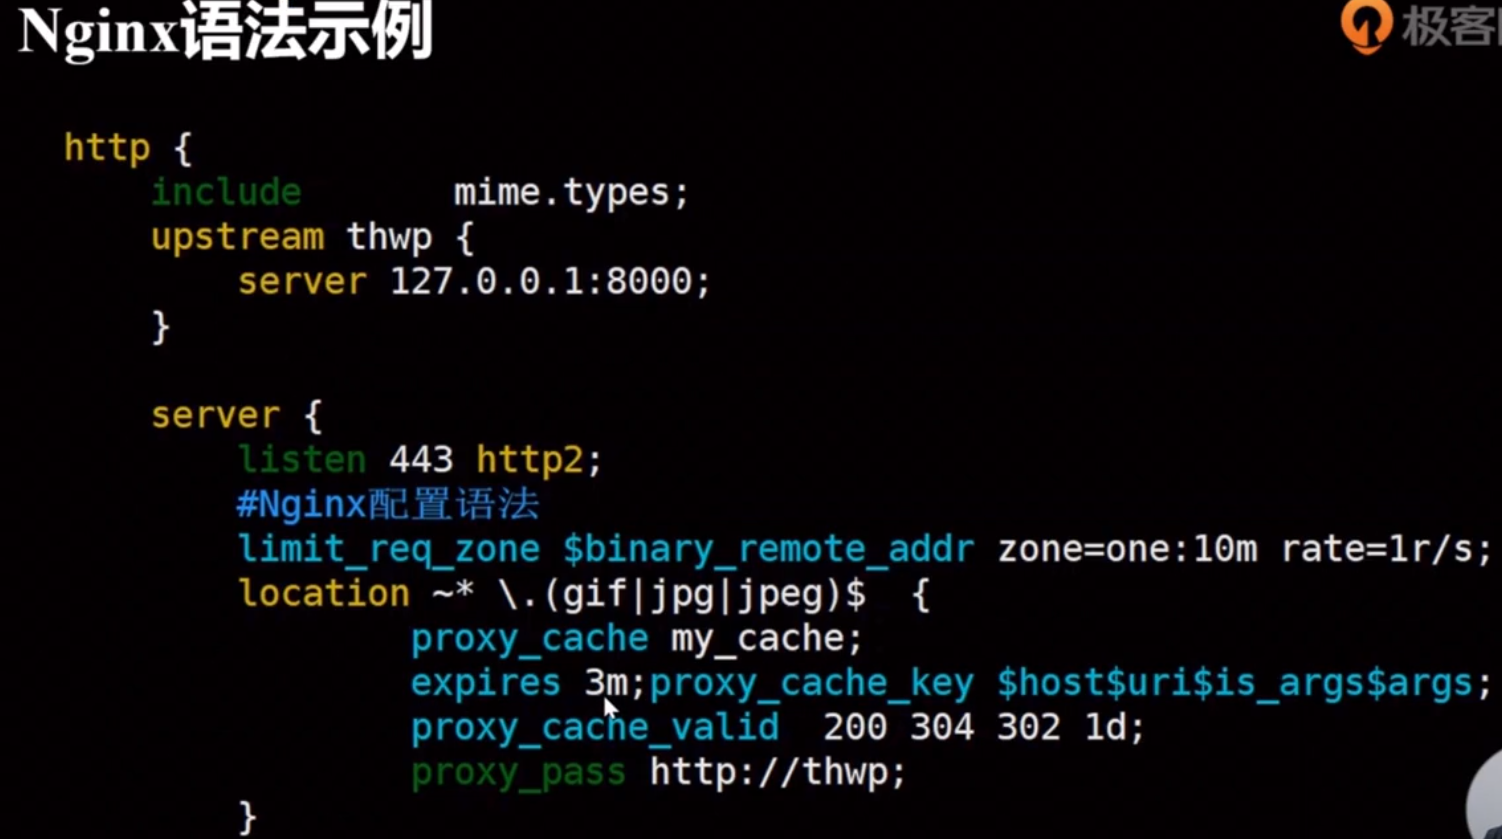 Nginx语法示例
极客
http {
include mime.types;
upstream thwp {
server 127.0.0.1:8000;
}
server {
listen 443 http2;
#Nginx配置语法
limit_req_zone $binary_remote_addr zone=one:10m rate=1r/s;
location ~* \.(gif|jpg|jpeg)$ {
proxy_cache my_cache;
expires 3m;proxy_cache_key $host$uri$is_args$args;
proxy_cache_valid 200 304 302 1d;
proxy_pass http://thwp;
}